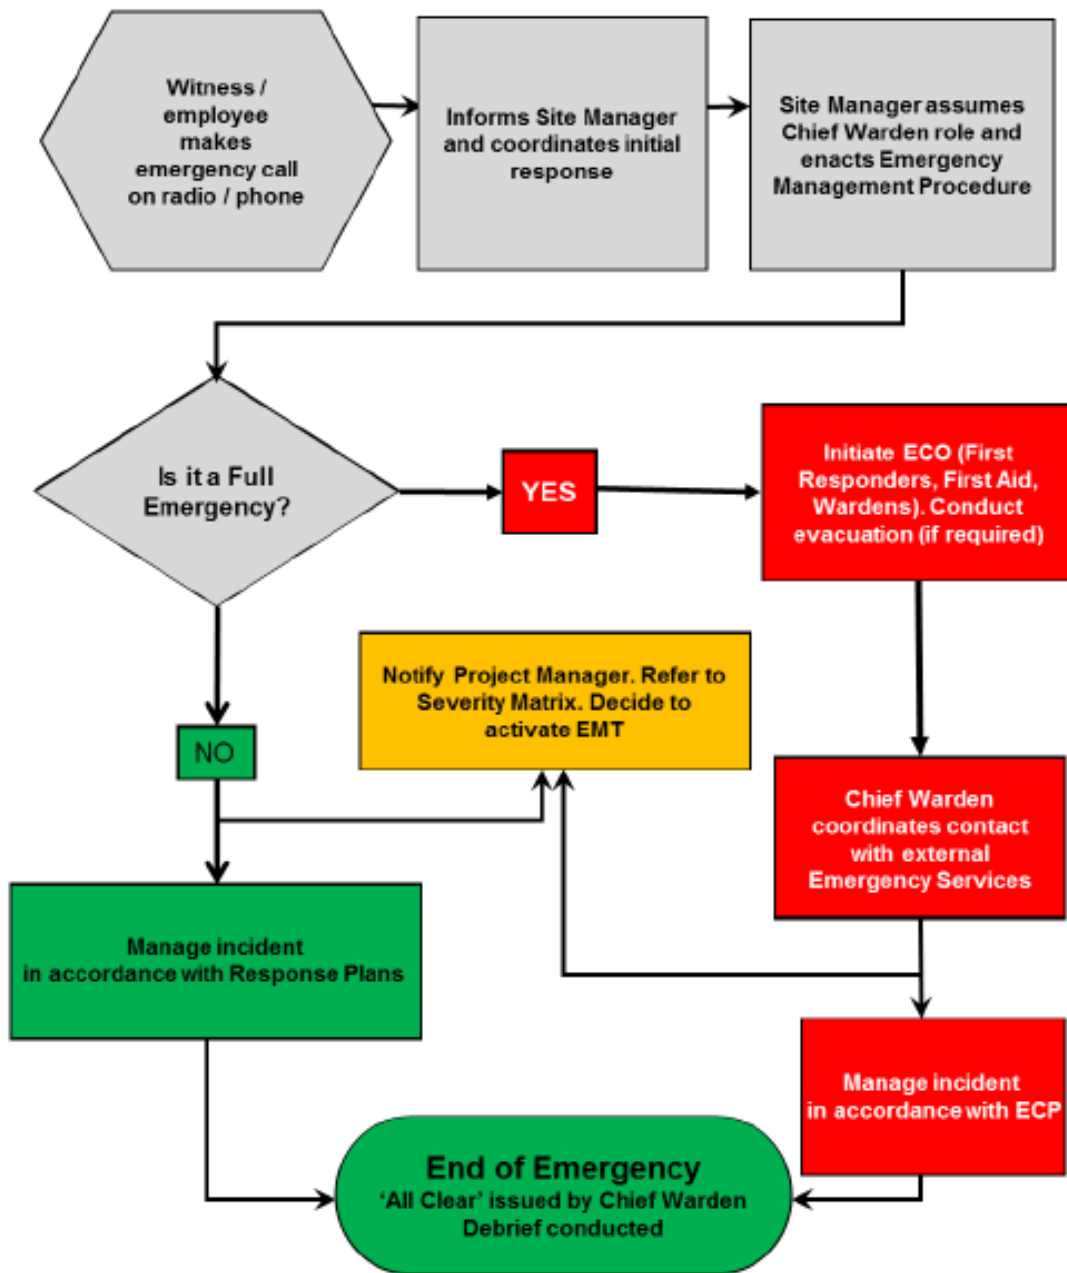 Witness /
employee
makes
emergency call
on radio / phone
Informs Site Manager
and coordinates initial
response
Site Manager assumes
Chief Warden role and
enacts Emergency
Management Procedure
Is it a Full
Emergency?
YES
Initiate ECO (First
Responders, First Aid,
Wardens). Conduct
evacuation (if required)
Notify Project Manager. Refer to
Severity Matrix. Decide to
activate EMT
NO
Chief Warden
coordinates contact
with external
Emergency Services
Manage incident
in accordance with Response Plans
Manage incident
in accordance with ECP
End of Emergency
‘All Clear’ issued by Chief Warden
Debrief conducted